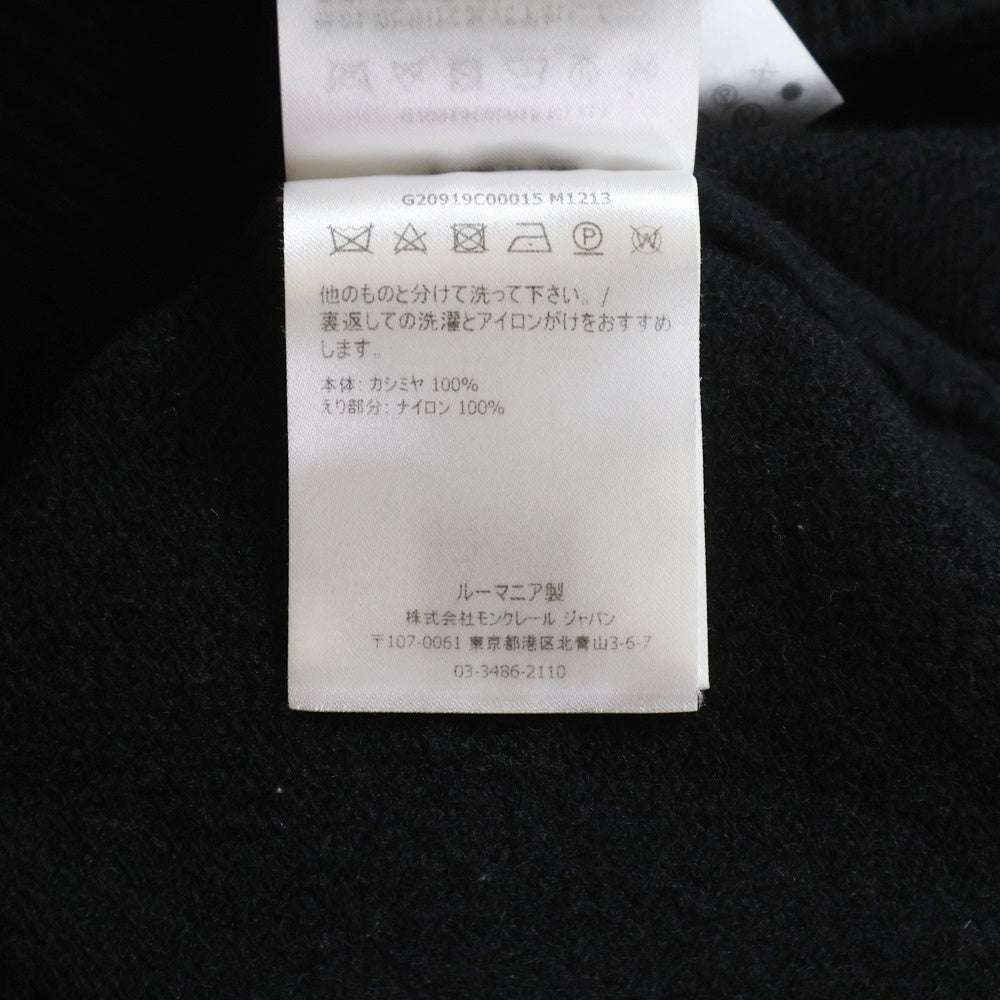 G20919C00015 M1213
P W
他のものと分けて洗って下さい。/
裏返しての洗濯とアイロンがけをおすすめ
します。
本体: カシミヤ 100%
えり部分: ナイロン 100%
ルーマニア製
株式会社モンクレール ジャパン
〒107-0061 東京都港区北青山3-6-7
03-3486-2110